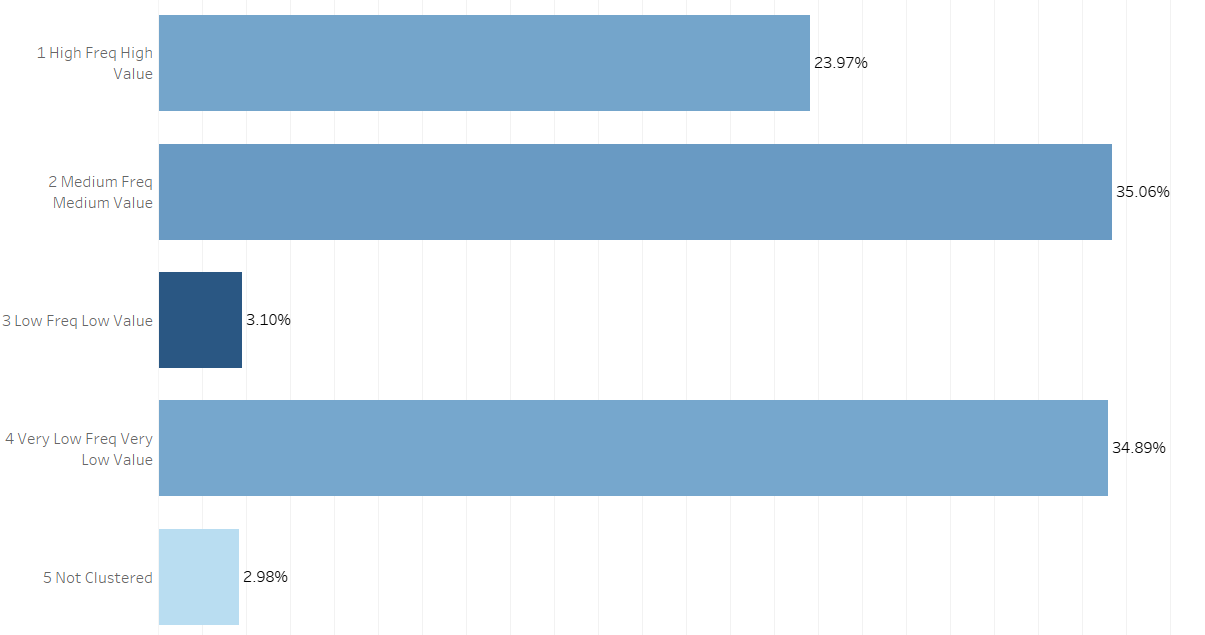 1 High Freq High
Value
23.97%
2 Medium Freq
Medium Value
35.06%
3 Low Freq Low Value
3.10%
4 Very Low Freq Very
Low Value
34.89%
5 Not Clustered
2.98%